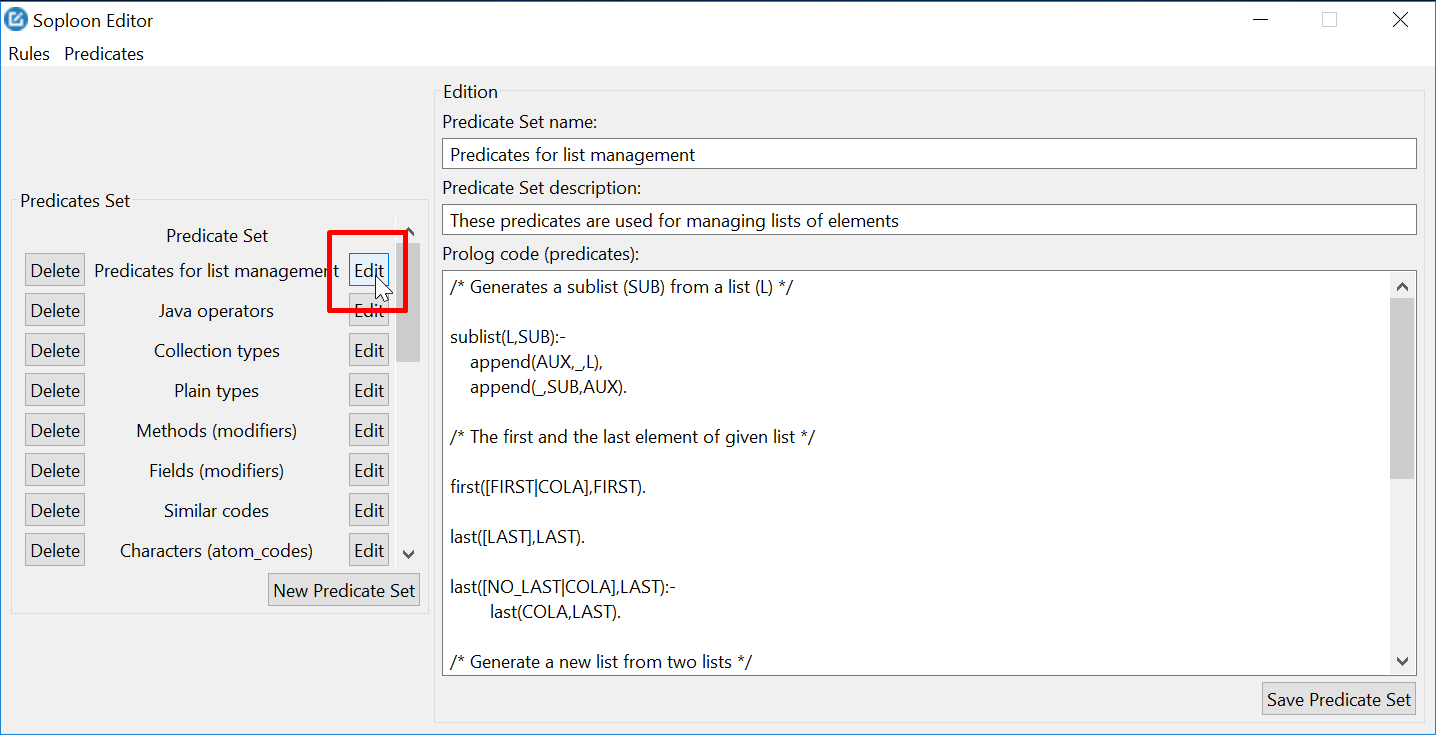 Soploon Editor
Rules Predicates
Predicates Set
Predicate Set
Delete Predicates for list management Edit
Delete Java operators Edit
Delete Collection types Edit
Delete Plain types Edit
Delete Methods (modifiers) Edit
Delete Fields (modifiers) Edit
Delete Similar codes Edit
Delete Characters (atom_codes) Edit
New Predicate Set
Edition
Predicate Set name:
Predicates for list management
Predicate Set description:
These predicates are used for managing lists of elements
Prolog code (predicates):
/* Generates a sublist (SUB) from a list (L) */
sublist(L,SUB):-
append(AUX,_,L),
append(_,SUB,AUX).
/* The first and the last element of given list */
first([FIRST|COLA],FIRST).
last([LAST],LAST).
last([NO_LAST|COLA],LAST):-
last(COLA,LAST).
/* Generate a new list from two lists */
Save Predicate Set